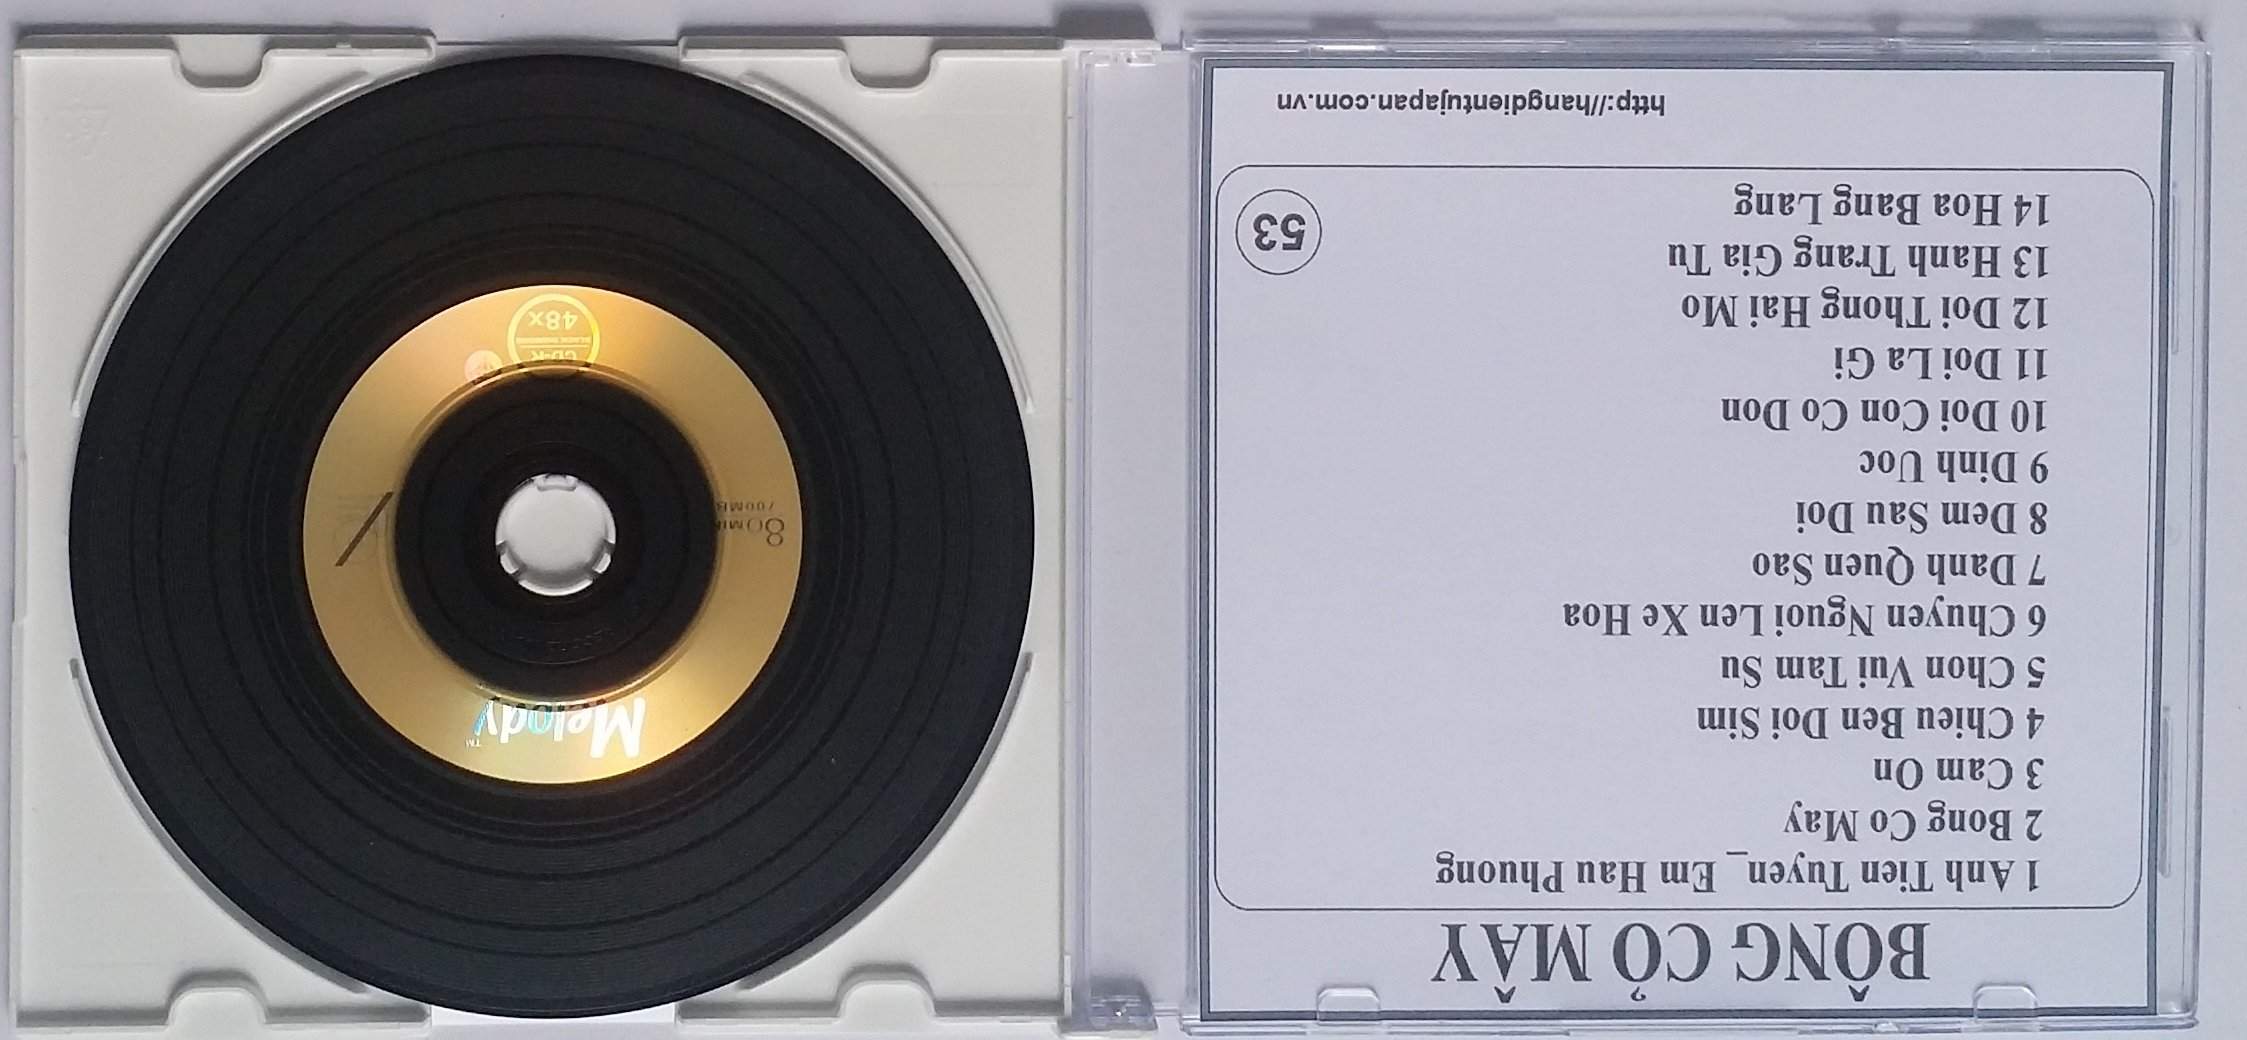 BÔNG CỎ MÂY
1 Anh Tien Tuyen_ Em Hau Phuong
2 Bong Co May
3 Cam On
4 Chieu Ben Doi Sim
5 Chon Vui Tam Su
6 Chuyen Nguoi Len Xe Hoa
7 Danh Quen Sao
8 Dem Sau Doi
9 Dinh Uoc
10 Doi Con Co Don
11 Doi La Gi
12 Doi Thong Hai Mo
13 Hanh Trang Gia Tu
14 Hoa Bang Lang
53
http://hangdientujapan.com.vn
Melody™
80MIN
700MB
CD-R
48x